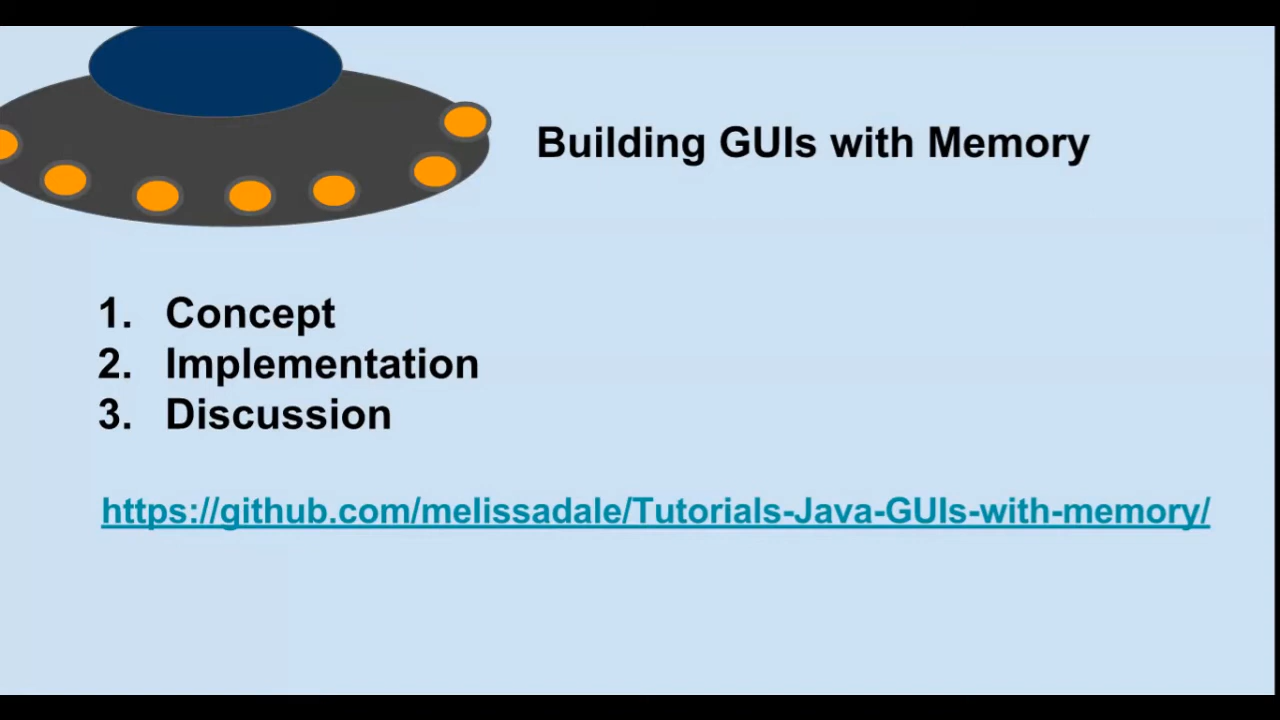 Building GUIs with Memory
1. Concept
2. Implementation
3. Discussion
https://github.com/melissadale/Tutorials-Java-GUIs-with-memory/